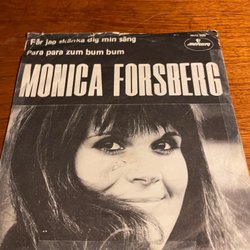 Får jag skänka dig min sång
Para para zum bum bum
mercury
MONICA FORSBERG